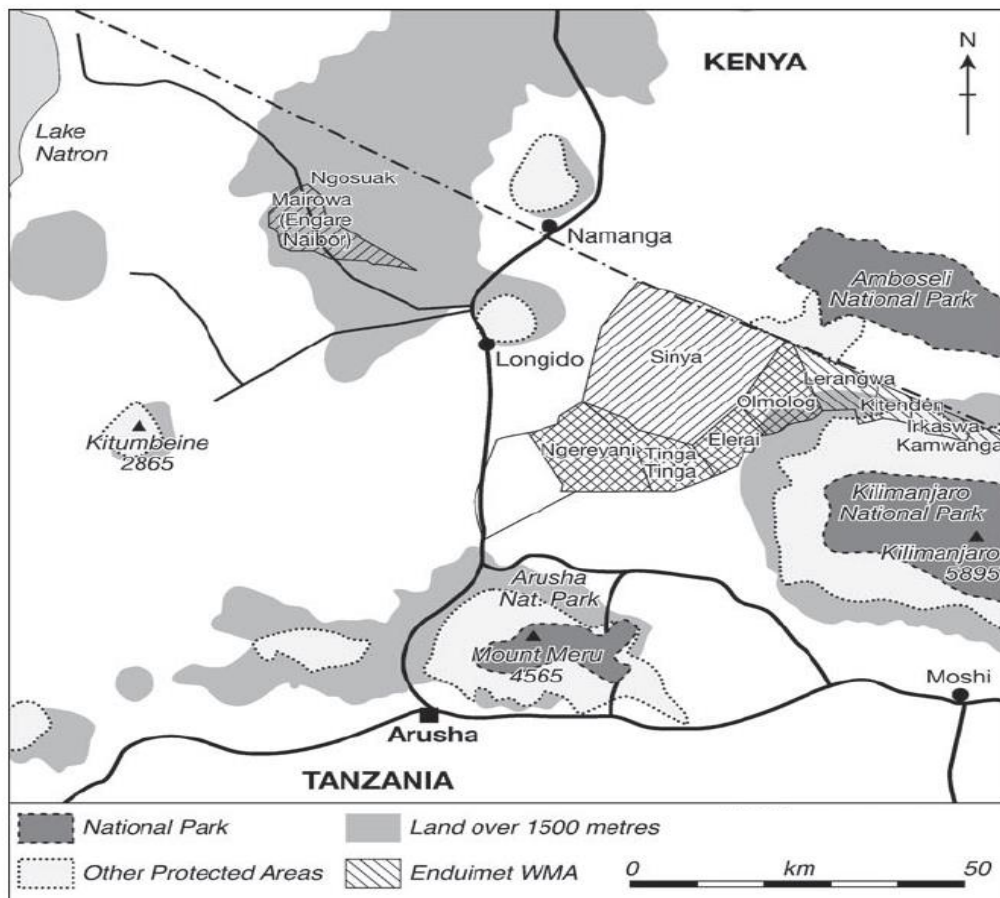 KENYA
N
Lake
Natron
Ngosuak
Mairowa
(Engare
Naibor)
Namanga
Amboseli
National Park
Longido
Sinya
Lerangwa
Olmolog
Kitenden
Irkaswa
Kamwanga
Kitumbeine
2865
Ngereyani
Tinga
Tinga
Elerai
Kilimanjaro
National Park
Kilimanjaro
5895
Arusha
Nat. Park
Mount Meru
4565
Moshi
Arusha
TANZANIA
National Park
Land over 1500 metres
Other Protected Areas
Enduimet WMA
0 km 50